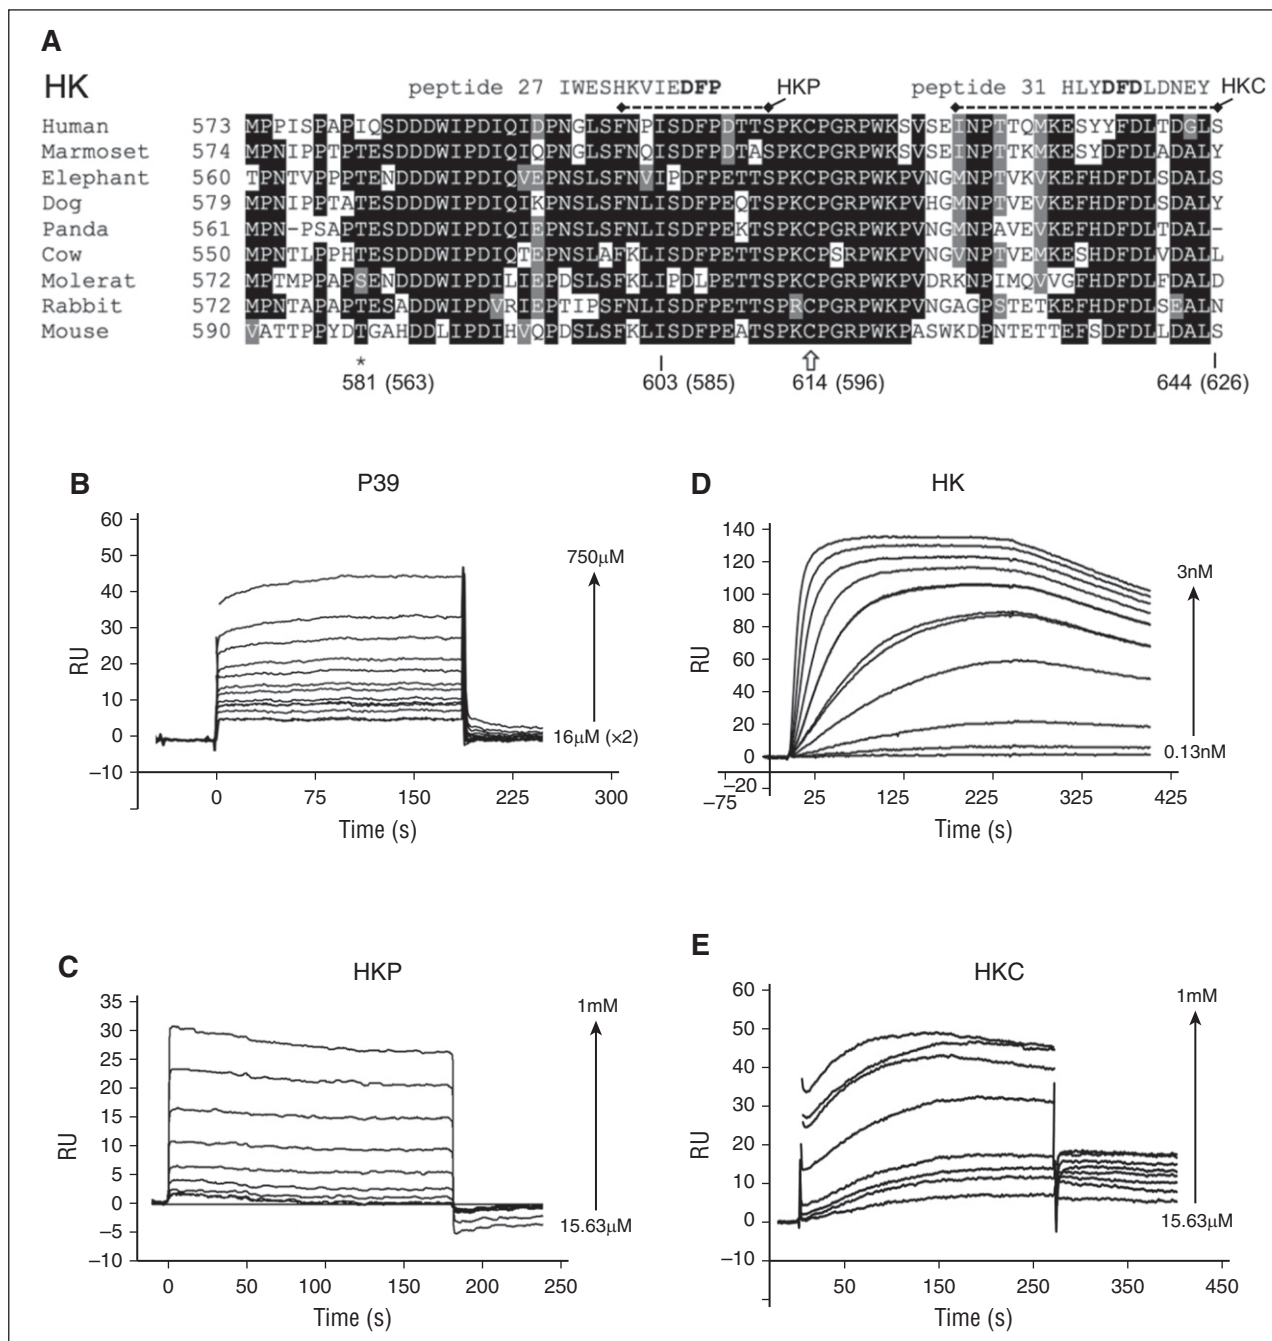 A
HK
peptide 27 IWESHKVIEDFP
HKP
peptide 31 HLYDFDLDNEY
HKC
Human 573 MPPISPAPIQSDDDWIPDIQIDPNGLSFNPISDFPDTTSPKCPGRPWKSVSEINPTTQMKESYYFDLTDGLS
Marmoset 574 MPNIPPTPTESDDDWIPDIQIQPNGLSFNQISDFPDTASPKCPGRPWKSVSEINPTTKMKESYDFDLADALY
Elephant 560 TPNTVPPPTENDDDWIPDIQVEPNSLSFNVIPDFPETTSPKCPGRPWKPVNGMNPTVKVKEFHDFDLSDALS
Dog 579 MPNIPPTATESDDDWIPDIQIKPNSLSFNLISDFPEQTSPKCPGRPWKPVHGMNPTVEVKEFHDFDLSDALY
Panda 561 MPN-PSAPTESDDDWIPDIQIEPNSLSFNLISDFPEKTSPKCPGRPWKPVNGMNPAVEVKEFHDFDLTDAL-
Cow 550 MPNTLPPHTESDDDWIPDIQTEPNSLAFKLISDFPETTSPKCPSRPWKPVNGVNPTVEMKESHDFDLVDALL
Molerat 572 MPTMPPAPSENDDDWIPDILIEPDSLSFKLIPDLPETTSPKCPGRPWKPVDRKNPIMQVVGFHDFDLFDALD
Rabbit 572 MPNTAPAPTESADDWIPDVRIEPTIPSFNLISDFPETTSPRCPGRPWKPVNGAGPSTETKEFHDFDLSEALN
Mouse 590 VATTPPYDTGAHDDLIPDIHVQPDSLSFKLISDFPEATSPKCPGRPWKPASWKDPNTETTEFSDFDLLDALS
*
581 (563) 603 (585) 614 (596) 644 (626)
B
P39
60
50
40
30
20
10
0
–10
RU
0 75 150 225 300
Time (s)
750µM
16µM (×2)
D
HK
140
120
100
80
60
40
20
0
–20
RU
–75 25 125 225 325 425
Time (s)
3nM
0.13nM
C
HKP
35
30
25
20
15
10
5
0
–5
–10
RU
0 50 100 150 200 250
Time (s)
1mM
15.63µM
E
HKC
60
50
40
30
20
10
0
–10
RU
50 150 250 350 450
Time (s)
1mM
15.63µM